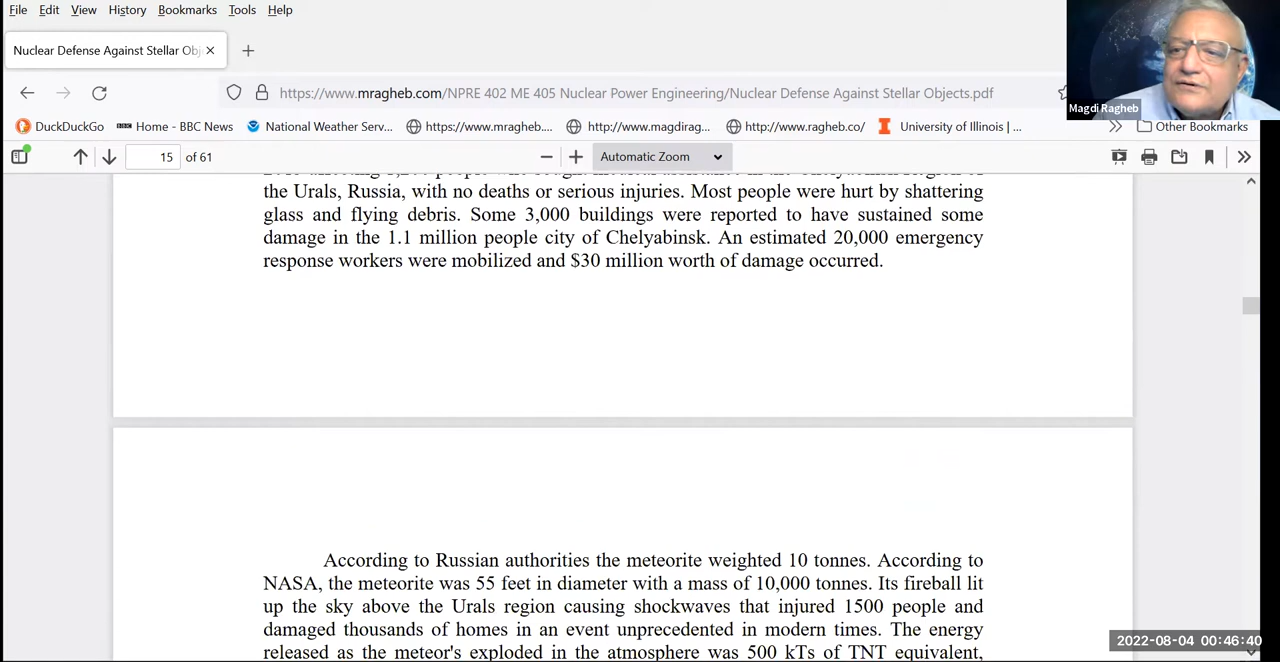 File Edit View History Bookmarks Tools Help
Nuclear Defense Against Stellar Obj
https://www.mragheb.com/NPRE 402 ME 405 Nuclear Power Engineering/Nuclear Defense Against Stellar Objects.pdf
Magdi Ragheb
DuckDuckGo BBC Home - BBC News National Weather Serv... https://www.mragheb.... http://www.magdirag... http://www.ragheb.co/ I University of Illinois |... Other Bookmarks
15 of 61 Automatic Zoom
the Urals, Russia, with no deaths or serious injuries. Most people were hurt by shattering
glass and flying debris. Some 3,000 buildings were reported to have sustained some
damage in the 1.1 million people city of Chelyabinsk. An estimated 20,000 emergency
response workers were mobilized and $30 million worth of damage occurred.
According to Russian authorities the meteorite weighted 10 tonnes. According to
NASA, the meteorite was 55 feet in diameter with a mass of 10,000 tonnes. Its fireball lit
up the sky above the Urals region causing shockwaves that injured 1500 people and
damaged thousands of homes in an event unprecedented in modern times. The energy
released as the meteor's exploded in the atmosphere was 500 kTs of TNT equivalent,
2022-08-04 00:46:40